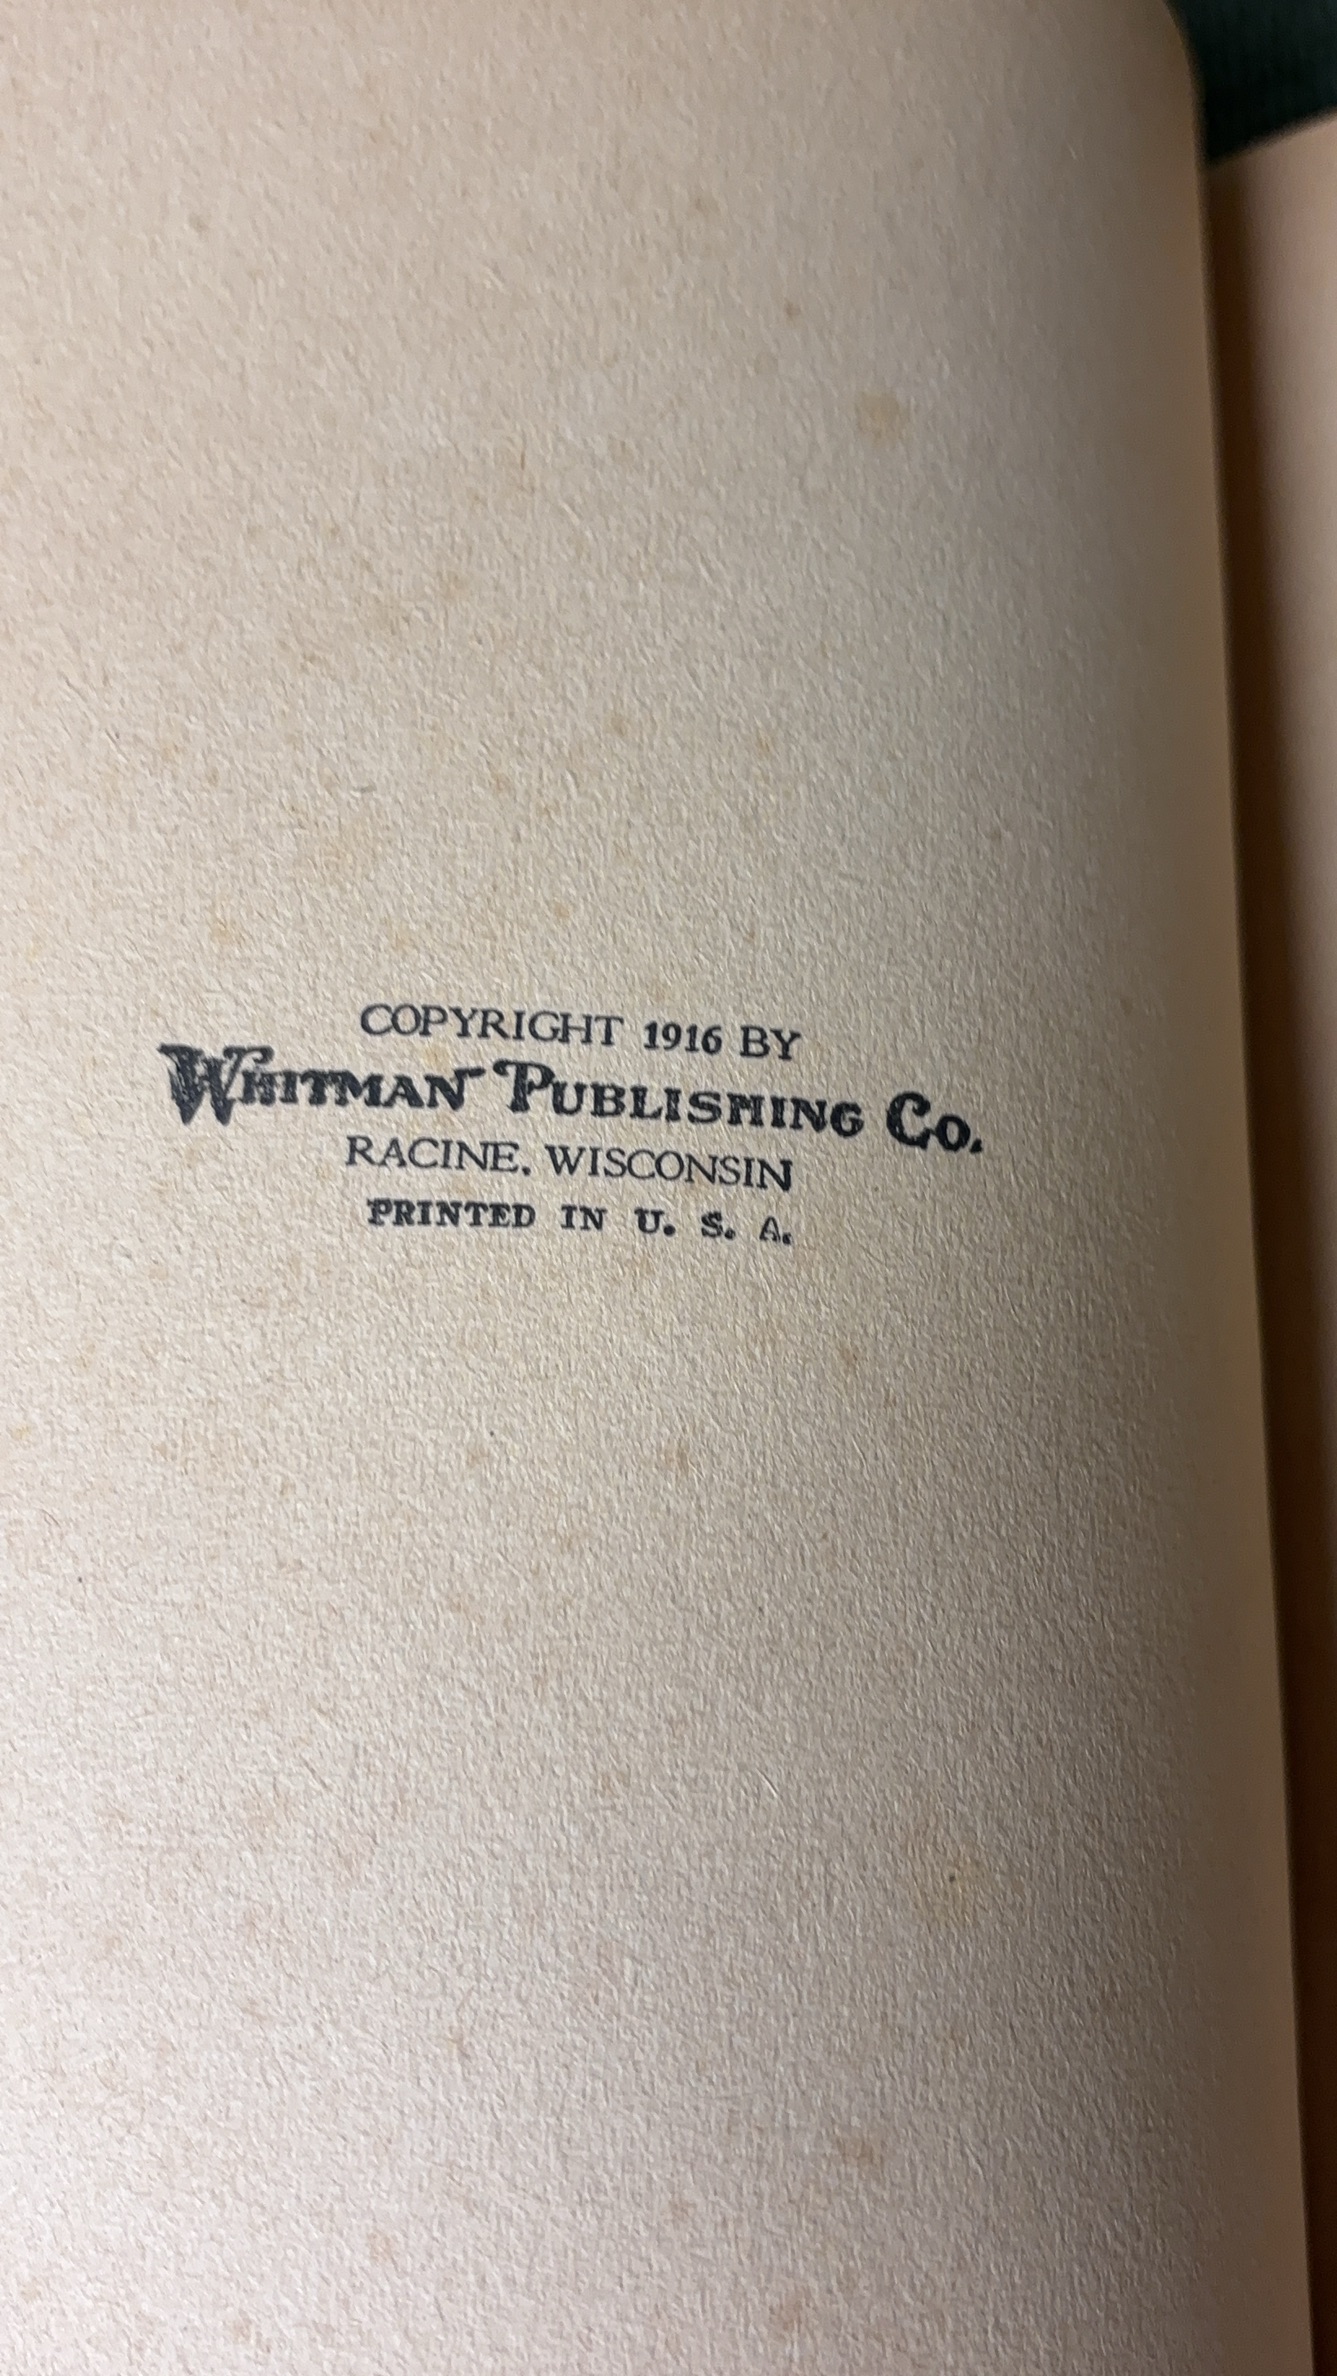 COPYRIGHT 1916 BY
WHITMAN PUBLISHING CO.
RACINE, WISCONSIN
PRINTED IN U. S. A.